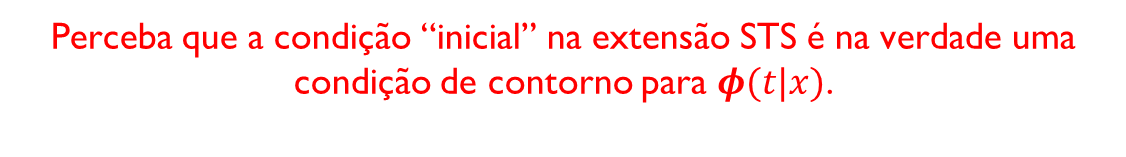 Perceba que a condição “inicial” na extensão STS é na verdade uma
condição de contorno para 𝝓(𝑡|𝑥).